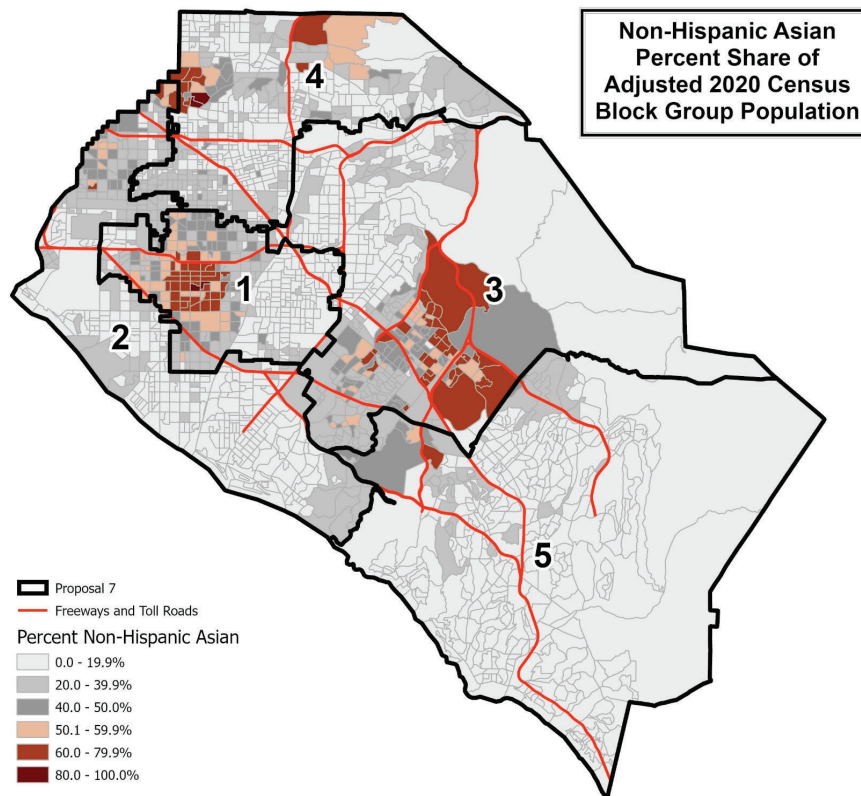 Non-Hispanic Asian
Percent Share of
Adjusted 2020 Census
Block Group Population
4
1
3
2
5
Proposal 7
Freeways and Toll Roads
Percent Non-Hispanic Asian
0.0 - 19.9%
20.0 - 39.9%
40.0 - 50.0%
50.1 - 59.9%
60.0 - 79.9%
80.0 - 100.0%